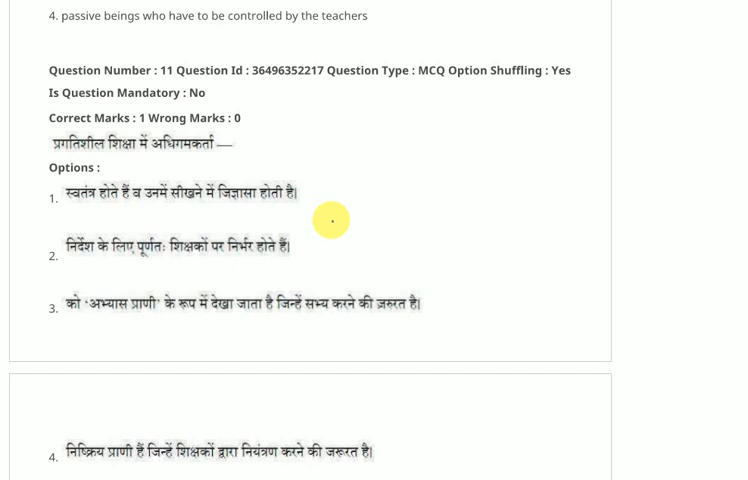 4. passive beings who have to be controlled by the teachers
Question Number : 11 Question Id : 36496352217 Question Type : MCQ Option Shuffling : Yes
Is Question Mandatory : No
Correct Marks : 1 Wrong Marks : 0
प्रगतिशील शिक्षा में अधिगमकर्ता —
Options :
1. स्वतंत्र होते हैं व उनमें सीखने में जिज्ञासा होती है।
2. निर्देश के लिए पूर्णतः शिक्षकों पर निर्भर होते हैं।
3. को 'अभ्यास प्राणी' के रूप में देखा जाता है जिन्हें सभ्य करने की ज़रुरत है।
4. निष्क्रिय प्राणी हैं जिन्हें शिक्षकों द्वारा नियंत्रण करने की जरूरत है।